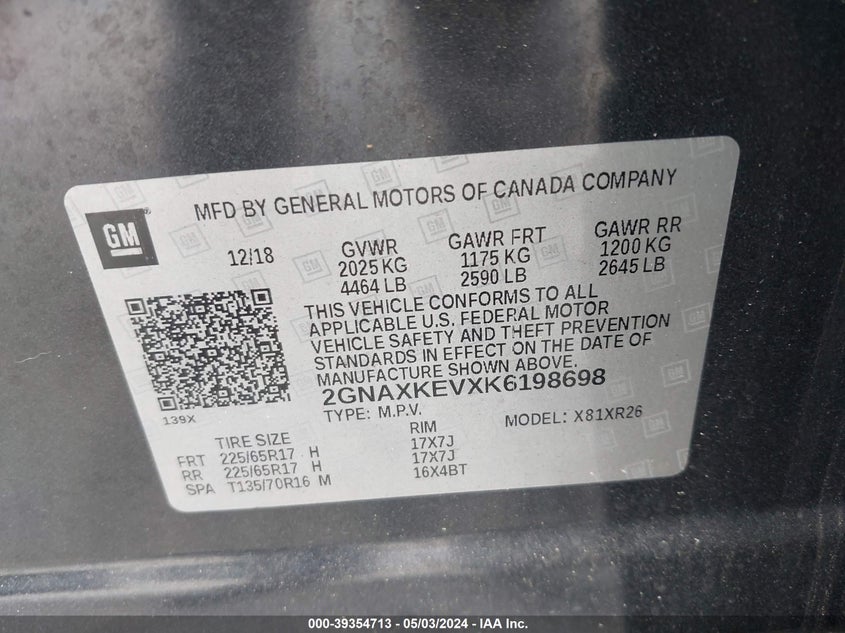 MFD BY GENERAL MOTORS OF CANADA COMPANY
GM
®
12/18
GVWR
2025 KG
4464 LB
GAWR FRT
1175 KG
2590 LB
GAWR RR
1200 KG
2645 LB
THIS VEHICLE CONFORMS TO ALL
APPLICABLE U.S. FEDERAL MOTOR
VEHICLE SAFETY AND THEFT PREVENTION
STANDARDS IN EFFECT ON THE DATE OF
MANUFACTURE SHOWN ABOVE.
2GNAXKEVXK6198698
139X
TYPE: M.P.V.
MODEL: X81XR26
TIRE SIZE
RIM
FRT 225/65R17 H 17X7J
RR 225/65R17 H 17X7J
SPA T135/70R16 M 16X4BT
000-39354713 - 05/03/2024 - IAA Inc.